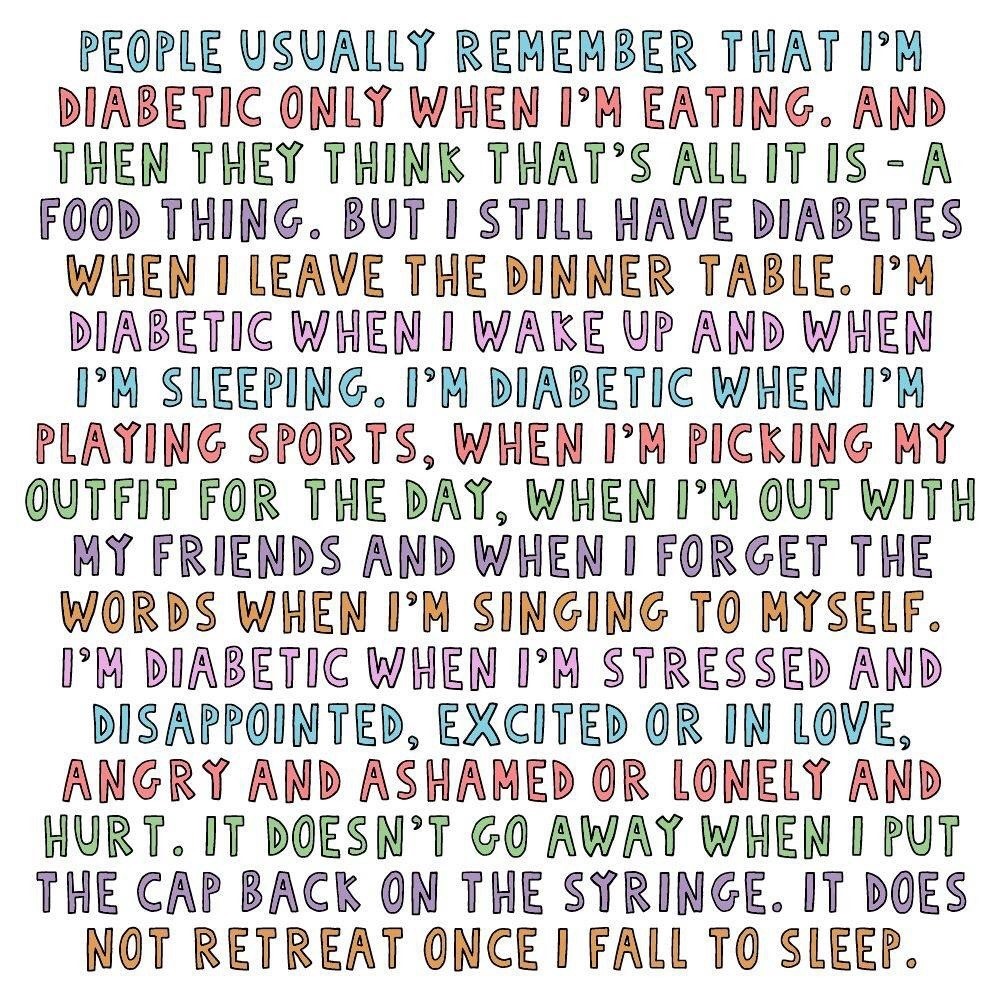 PEOPLE USUALLY REMEMBER THAT I'M
DIABETIC ONLY WHEN I'M EATING. AND
THEN THEY THINK THAT'S ALL IT IS - A
FOOD THING. BUT I STILL HAVE DIABETES
WHEN I LEAVE THE DINNER TABLE. I'M
DIABETIC WHEN I WAKE UP AND WHEN
I'M SLEEPING. I'M DIABETIC WHEN I'M
PLAYING SPORTS, WHEN I'M PICKING MY
OUTFIT FOR THE DAY, WHEN I'M OUT WITH
MY FRIENDS AND WHEN I FORGET THE
WORDS WHEN I'M SINGING TO MYSELF.
I'M DIABETIC WHEN I'M STRESSED AND
DISAPPOINTED, EXCITED OR IN LOVE,
ANGRY AND ASHAMED OR LONELY AND
HURT. IT DOESN'T GO AWAY WHEN I PUT
THE CAP BACK ON THE SYRINGE. IT DOES
NOT RETREAT ONCE I FALL TO SLEEP.